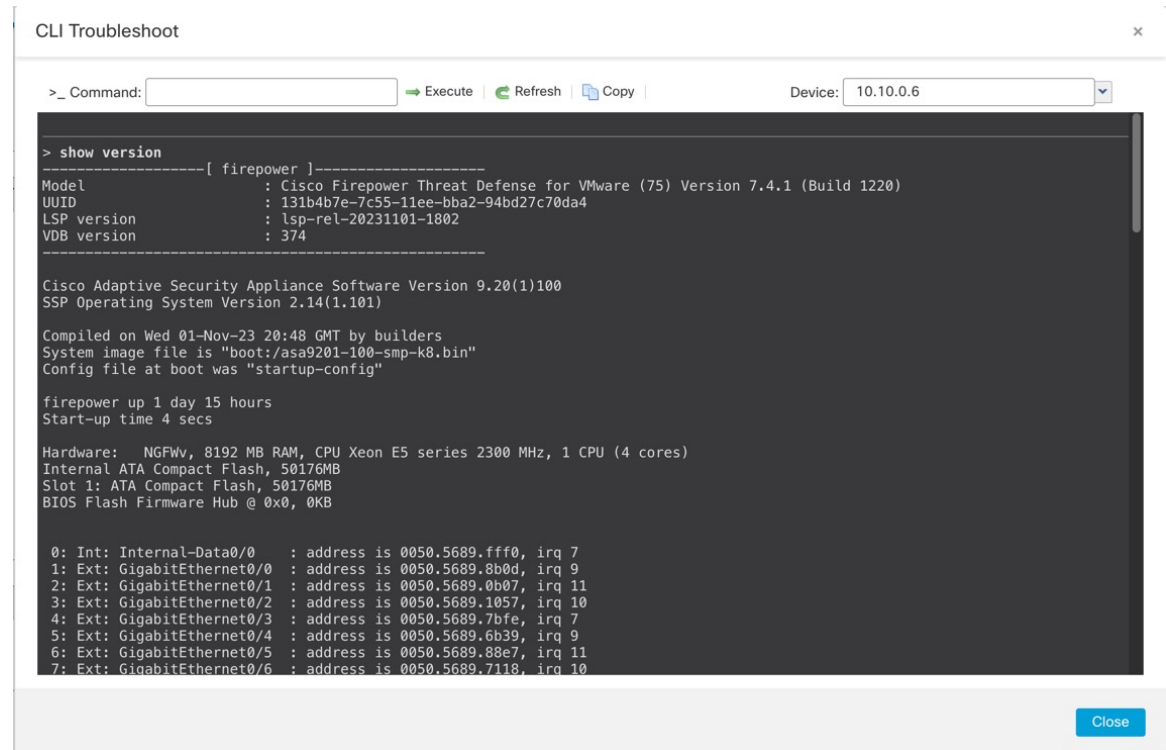 CLI Troubleshoot ×
>_ Command: Execute Refresh Copy Device: 10.10.0.6
> show version
-------------------[ firepower ]--------------------
Model : Cisco Firepower Threat Defense for VMware (75) Version 7.4.1 (Build 1220)
UUID : 131b4b7e-7c55-11ee-bba2-94bd27c70da4
LSP version : lsp-rel-20231101-1802
VDB version : 374
----------------------------------------------------
Cisco Adaptive Security Appliance Software Version 9.20(1)100
SSP Operating System Version 2.14(1.101)
Compiled on Wed 01-Nov-23 20:48 GMT by builders
System image file is "boot:/asa9201-100-smp-k8.bin"
Config file at boot was "startup-config"
firepower up 1 day 15 hours
Start-up time 4 secs
Hardware: NGFWv, 8192 MB RAM, CPU Xeon E5 series 2300 MHz, 1 CPU (4 cores)
Internal ATA Compact Flash, 50176MB
Slot 1: ATA Compact Flash, 50176MB
BIOS Flash Firmware Hub @ 0x0, 0KB
0: Int: Internal-Data0/0 : address is 0050.5689.fff0, irq 7
1: Ext: GigabitEthernet0/0 : address is 0050.5689.8b0d, irq 9
2: Ext: GigabitEthernet0/1 : address is 0050.5689.0b07, irq 11
3: Ext: GigabitEthernet0/2 : address is 0050.5689.1057, irq 10
4: Ext: GigabitEthernet0/3 : address is 0050.5689.7bfe, irq 7
5: Ext: GigabitEthernet0/4 : address is 0050.5689.6b39, irq 9
6: Ext: GigabitEthernet0/5 : address is 0050.5689.88e7, irq 11
7: Ext: GigabitEthernet0/6 : address is 0050.5689.7118, irq 10
Close